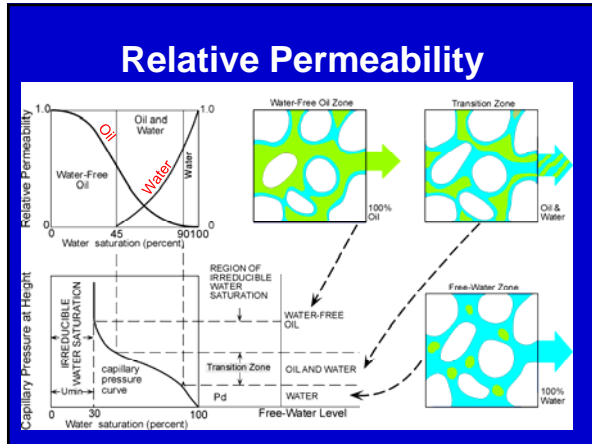 Relative Permeability
Relative Permeability
1.0
Oil
Oil and
Water
1.0
Water-Free
Oil
Water
Water
0
45
90100
Water saturation (percent)
Water-Free Oil Zone
100%
Oil
Transition Zone
Oil &
Water
Capillary Pressure at Height
IRREDUCIBLE
WATER SATURATION
REGION OF
IRREDUCIBLE
WATER
SATURATION
WATER-FREE
OIL
capillary
pressure
curve
Transition Zone
OIL AND WATER
Umin
Pd
WATER
0
30
100
Free-Water Level
Water saturation (percent)
Free-Water Zone
100%
Water